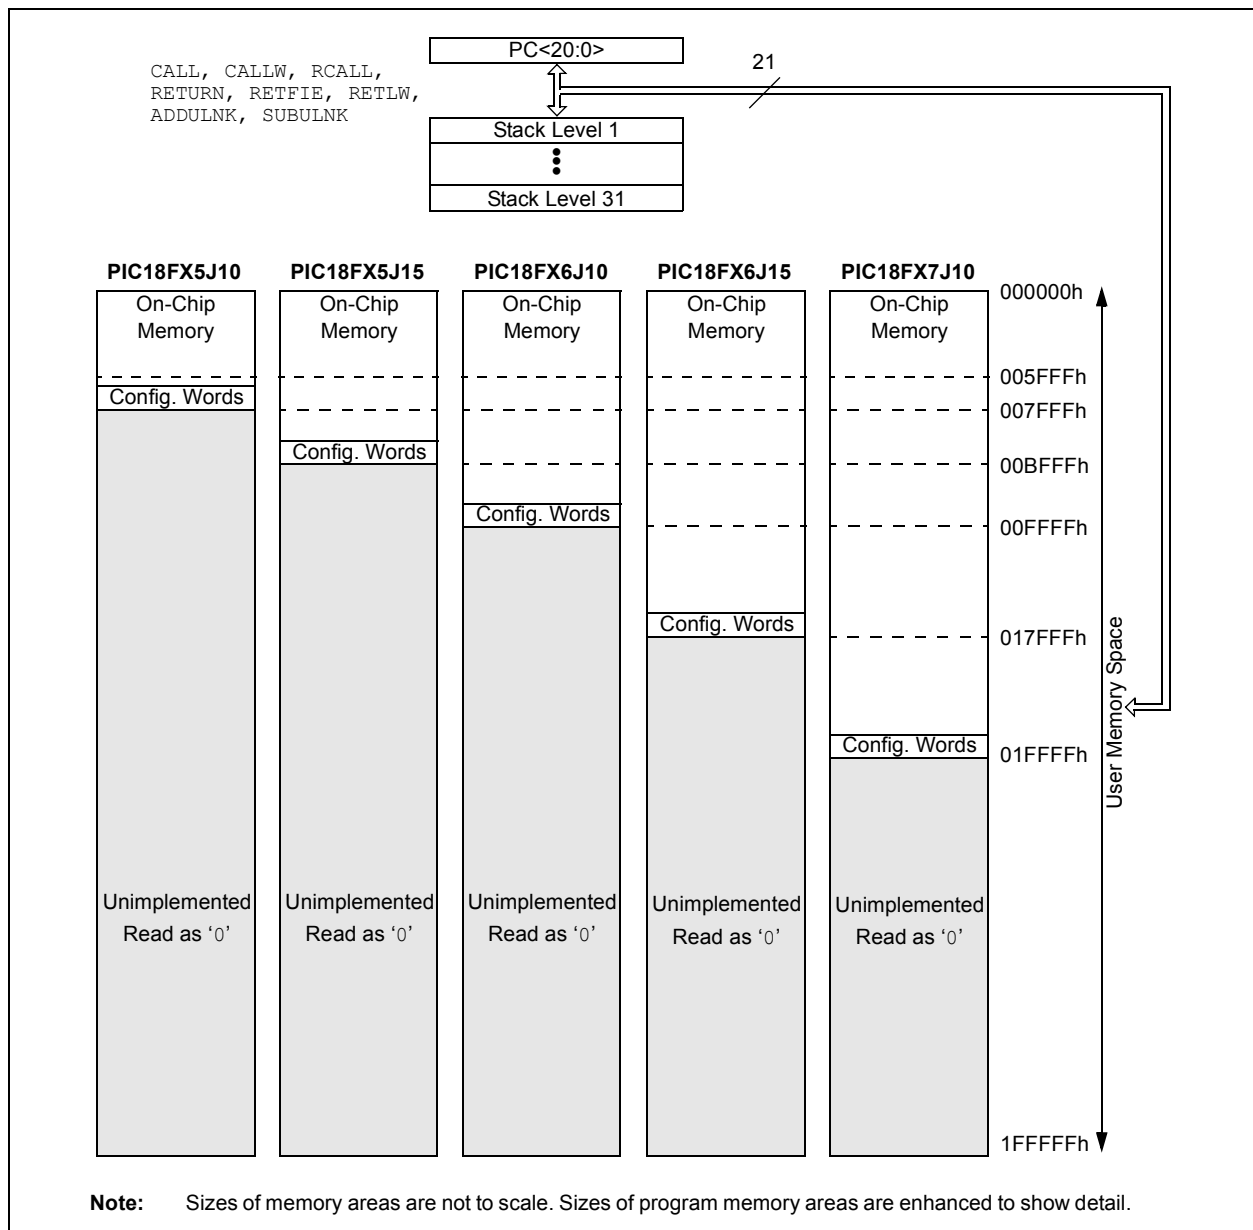 PC<20:0>
21
CALL, CALLW, RCALL,
RETURN, RETFIE, RETLW,
ADDULNK, SUBULNK
Stack Level 1
Stack Level 31
PIC18FX5J10 PIC18FX5J15 PIC18FX6J10 PIC18FX6J15 PIC18FX7J10
000000h
On-Chip On-Chip On-Chip On-Chip On-Chip
Memory Memory Memory Memory Memory
005FFFh
Config. Words
007FFFh
Config. Words
00BFFFh
Config. Words
00FFFFh
Config. Words
017FFFh
User Memory Space
Config. Words
01FFFFh
Unimplemented Unimplemented Unimplemented Unimplemented Unimplemented
Read as ‘0’ Read as ‘0’ Read as ‘0’ Read as ‘0’ Read as ‘0’
1FFFFFh
Note: Sizes of memory areas are not to scale. Sizes of program memory areas are enhanced to show detail.